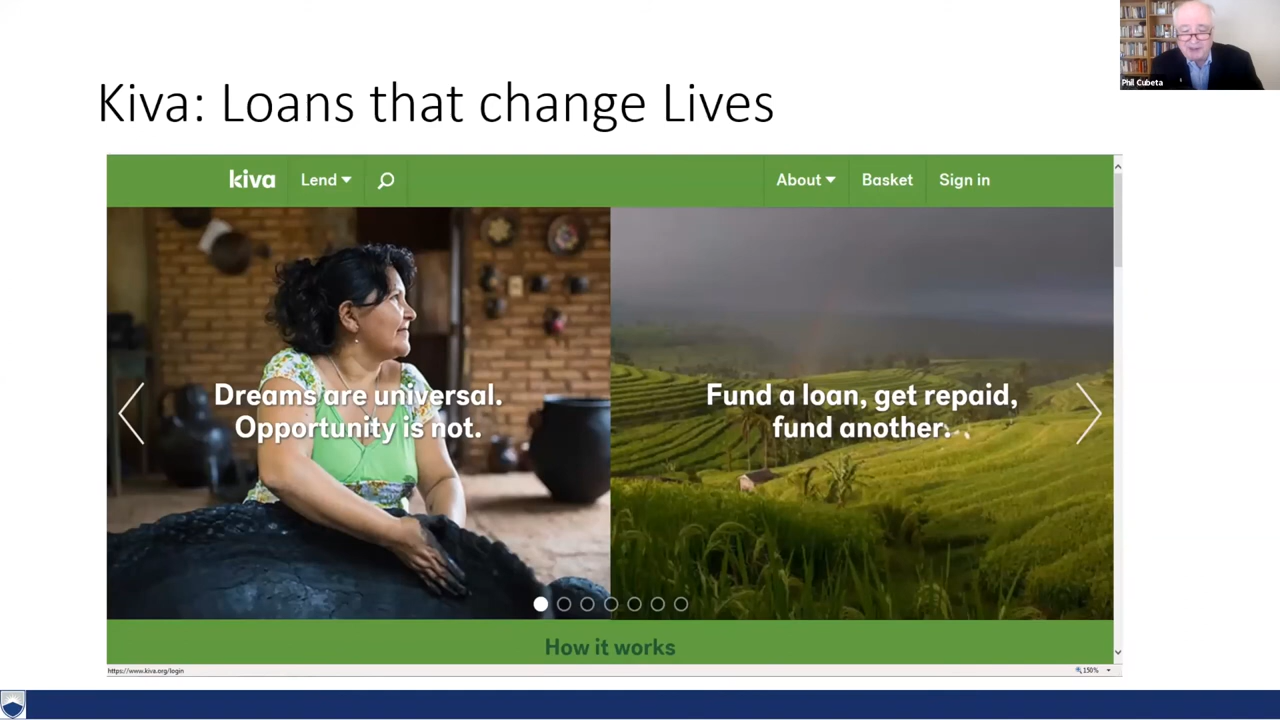 Phil Cubeta
Kiva: Loans that change Lives
kiva Lend About Basket Sign in
Dreams are universal.
Opportunity is not.
Fund a loan, get repaid,
fund another.
How it works
https://www.kiva.org/login 150%